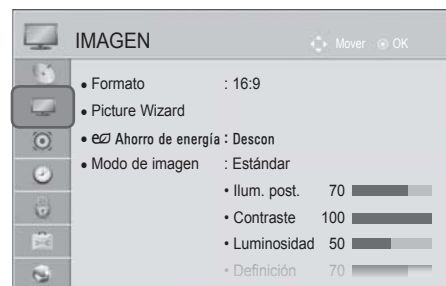 IMAGEN Mover OK
• Formato : 16:9
• Picture Wizard
• Ahorro de energía : Descon
• Modo de imagen : Estándar
• Ilum. post. 70
• Contraste 100
• Luminosidad 50
• Definición 70